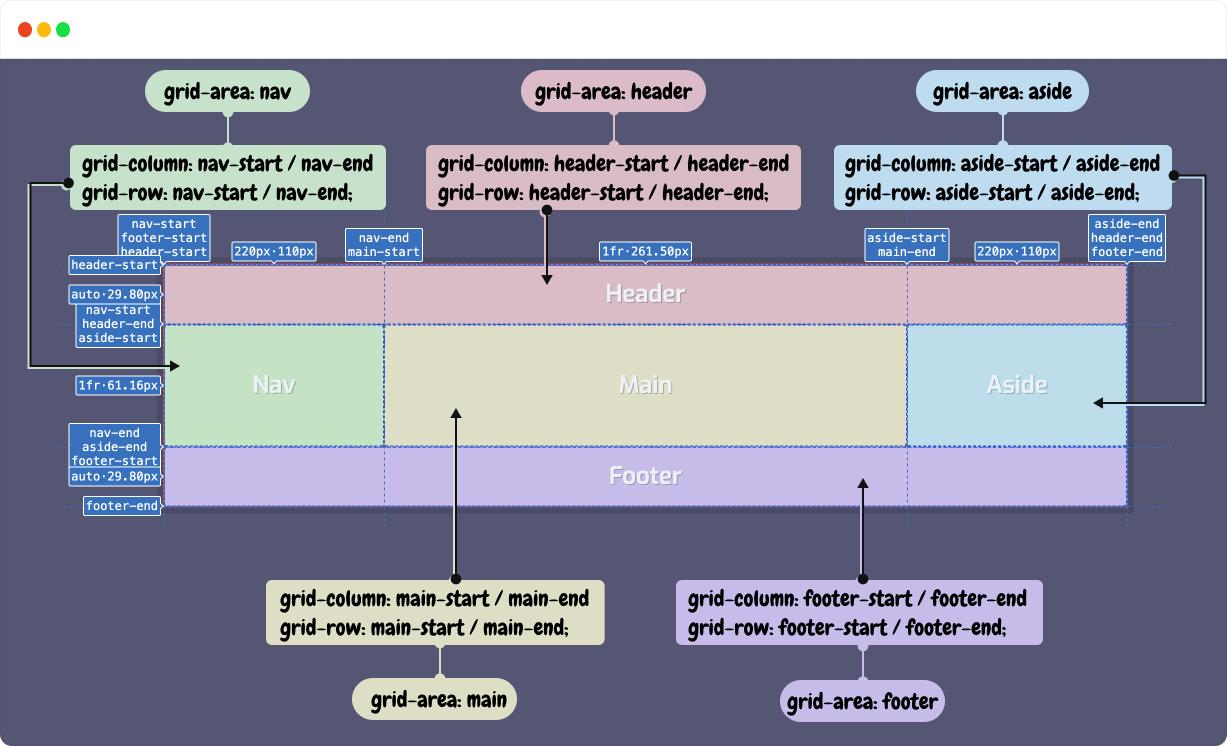 grid-area: nav
grid-area: header
grid-area: aside
grid-column: nav-start / nav-end
grid-row: nav-start / nav-end;
grid-column: header-start / header-end
grid-row: header-start / header-end;
grid-column: aside-start / aside-end
grid-row: aside-start / aside-end;
nav-start
footer-start
header-start
220px·110px
nav-end
main-start
1fr·261.50px
aside-start
main-end
220px·110px
aside-end
header-end
footer-end
header-start
auto·29.80px
nav-start
header-end
aside-start
1fr·61.16px
nav-end
aside-end
footer-start
auto·29.80px
footer-end
Header
Nav
Main
Aside
Footer
grid-column: main-start / main-end
grid-row: main-start / main-end;
grid-column: footer-start / footer-end
grid-row: footer-start / footer-end;
grid-area: main
grid-area: footer